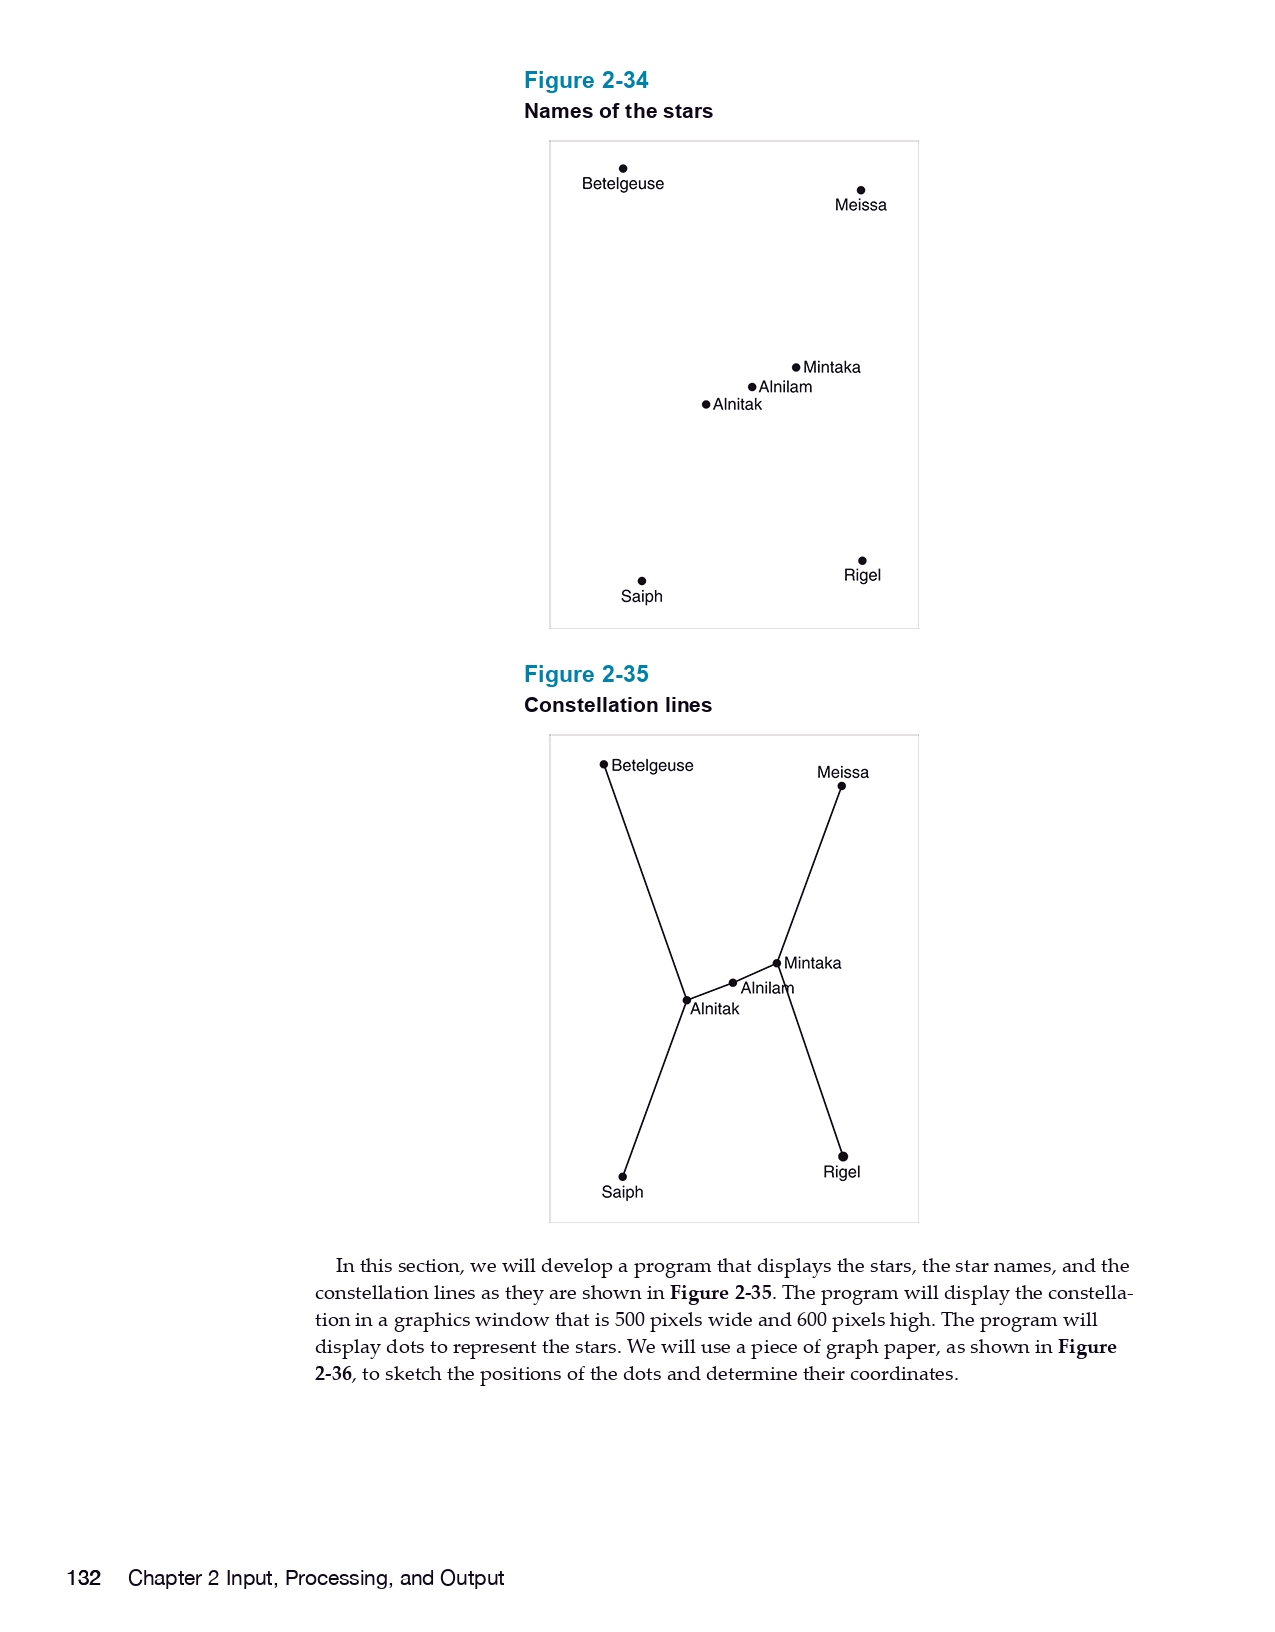 Figure 2-34
Names of the stars
Betelgeuse
Meissa
Mintaka
Alnilam
Alnitak
Rigel
Saiph
Figure 2-35
Constellation lines
Betelgeuse
Meissa
Mintaka
Alnilam
Alnitak
Rigel
Saiph
In this section, we will develop a program that displays the stars, the star names, and the
constellation lines as they are shown in Figure 2-35. The program will display the constella-
tion in a graphics window that is 500 pixels wide and 600 pixels high. The program will
display dots to represent the stars. We will use a piece of graph paper, as shown in Figure
2-36, to sketch the positions of the dots and determine their coordinates.
132 Chapter 2 Input, Processing, and Output